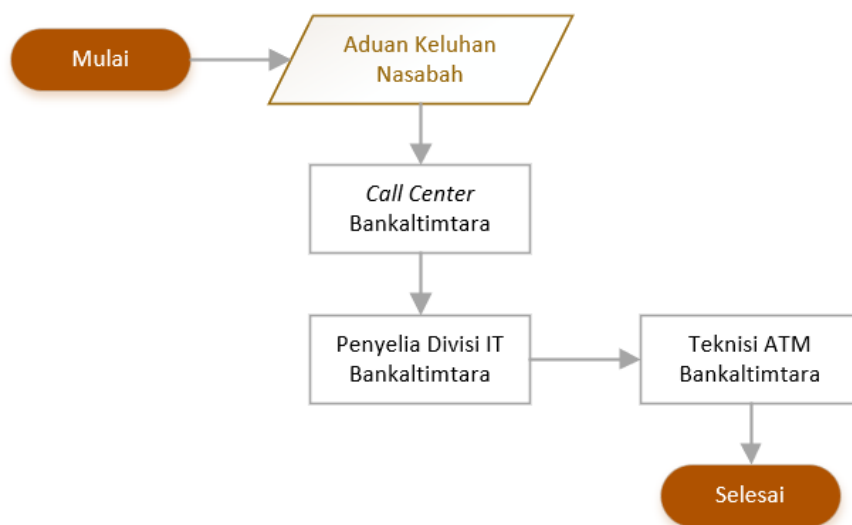 Mulai
Aduan Keluhan
Nasabah
Call Center
Bankaltimtara
Penyelia Divisi IT
Bankaltimtara
Teknisi ATM
Bankaltimtara
Selesai